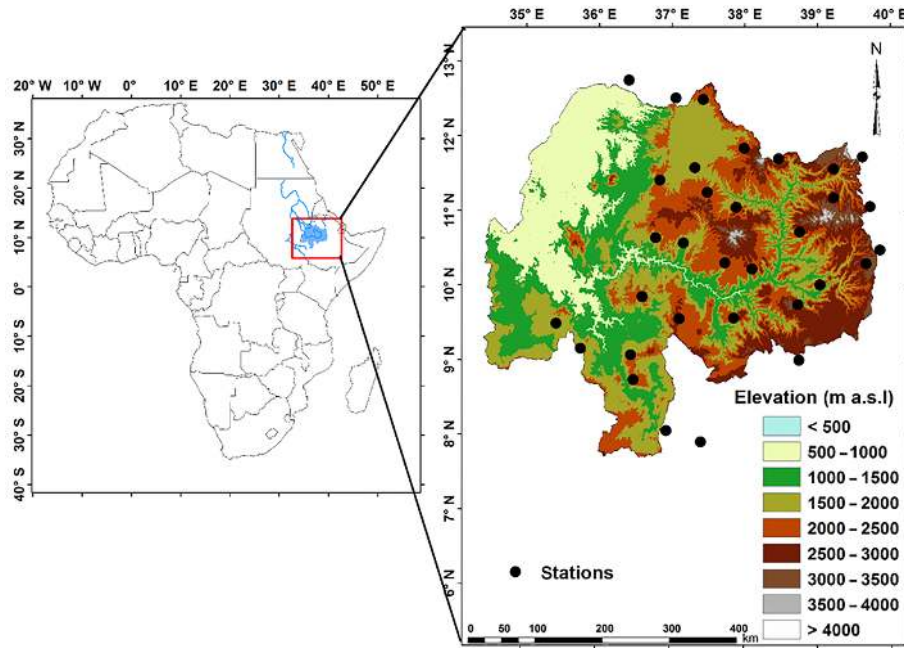 35° E 36° E 37° E 38° E 39° E 40° E
20° W 10° W 0° 10° E 20° E 30° E 40° E 50° E
30° N
20° N
10° N
0° N
10° S
20° S
30° S
40° S
13° N
12° N
11° N
10° N
9° N
8° N
7° N
6° N
N
Elevation (m a.s.l)
< 500
500 – 1000
1000 – 1500
1500 – 2000
2000 – 2500
2500 – 3000
3000 – 3500
3500 – 4000
> 4000
Stations
0 50 100 200 300 400
km